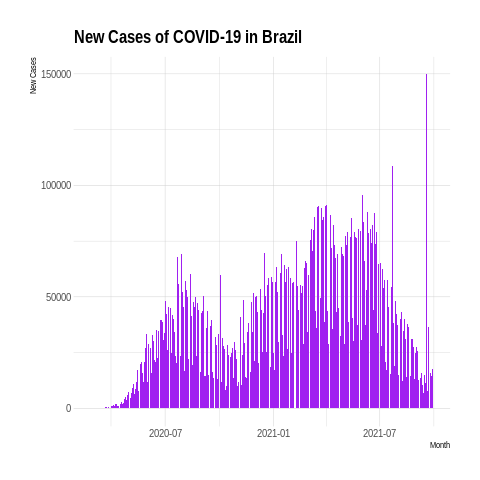 New Cases of COVID-19 in Brazil
New Cases
150000
100000
50000
0
2020-07
2021-01
2021-07
Month